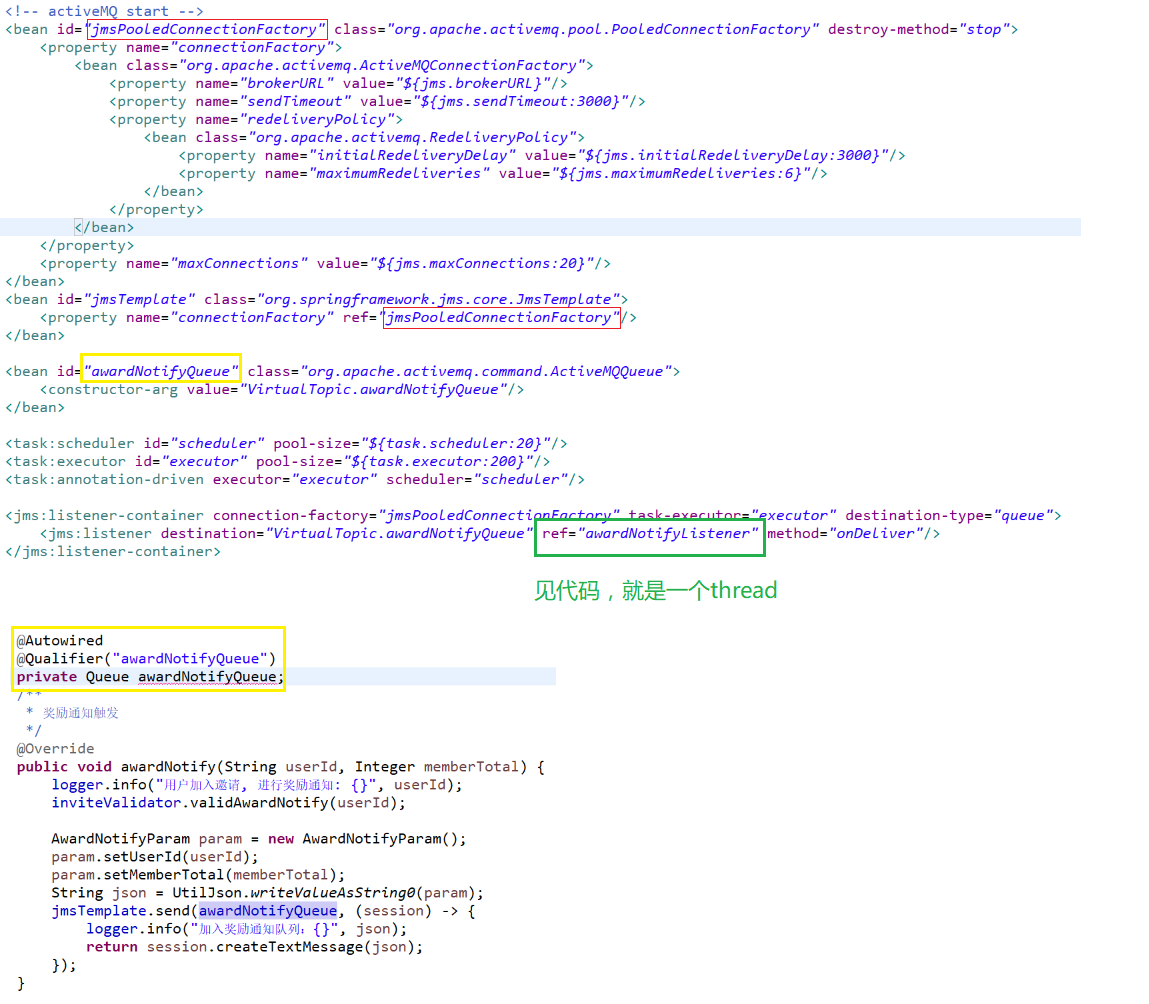 <!-- activeMQ start -->
<bean id="jmsPooledConnectionFactory" class="org.apache.activemq.pool.PooledConnectionFactory" destroy-method="stop">
    <property name="connectionFactory">
        <bean class="org.apache.activemq.ActiveMQConnectionFactory">
            <property name="brokerURL" value="${jms.brokerURL}"/>
            <property name="sendTimeout" value="${jms.sendTimeout:3000}"/>
            <property name="redeliveryPolicy">
                <bean class="org.apache.activemq.RedeliveryPolicy">
                    <property name="initialRedeliveryDelay" value="${jms.initialRedeliveryDelay:3000}"/>
                    <property name="maximumRedeliveries" value="${jms.maximumRedeliveries:6}"/>
                </bean>
            </property>
        </bean>
    </property>
    <property name="maxConnections" value="${jms.maxConnections:20}"/>
</bean>
<bean id="jmsTemplate" class="org.springframework.jms.core.JmsTemplate">
    <property name="connectionFactory" ref="jmsPooledConnectionFactory"/>
</bean>
<bean id="awardNotifyQueue" class="org.apache.activemq.command.ActiveMQQueue">
    <constructor-arg value="VirtualTopic.awardNotifyQueue"/>
</bean>
<task:scheduler id="scheduler" pool-size="${task.scheduler:20}"/>
<task:executor id="executor" pool-size="${task.executor:200}"/>
<task:annotation-driven executor="executor" scheduler="scheduler"/>
<jms:listener-container connection-factory="jmsPooledConnectionFactory" task-executor="executor" destination-type="queue">
    <jms:listener destination="VirtualTopic.awardNotifyQueue" ref="awardNotifyListener" method="onDeliver"/>
</jms:listener-container>
见代码，就是一个thread
@Autowired
@Qualifier("awardNotifyQueue")
private Queue awardNotifyQueue;
/**
 * 奖励通知触发
 */
@Override
public void awardNotify(String userId, Integer memberTotal) {
    logger.info("用户加入邀请, 进行奖励通知: {}", userId);
    inviteValidator.validAwardNotify(userId);
    AwardNotifyParam param = new AwardNotifyParam();
    param.setUserId(userId);
    param.setMemberTotal(memberTotal);
    String json = UtilJson.writeValueAsString0(param);
    jmsTemplate.send(awardNotifyQueue, (session) -> {
        logger.info("加入奖励通知队列: {}", json);
        return session.createTextMessage(json);
    });
}